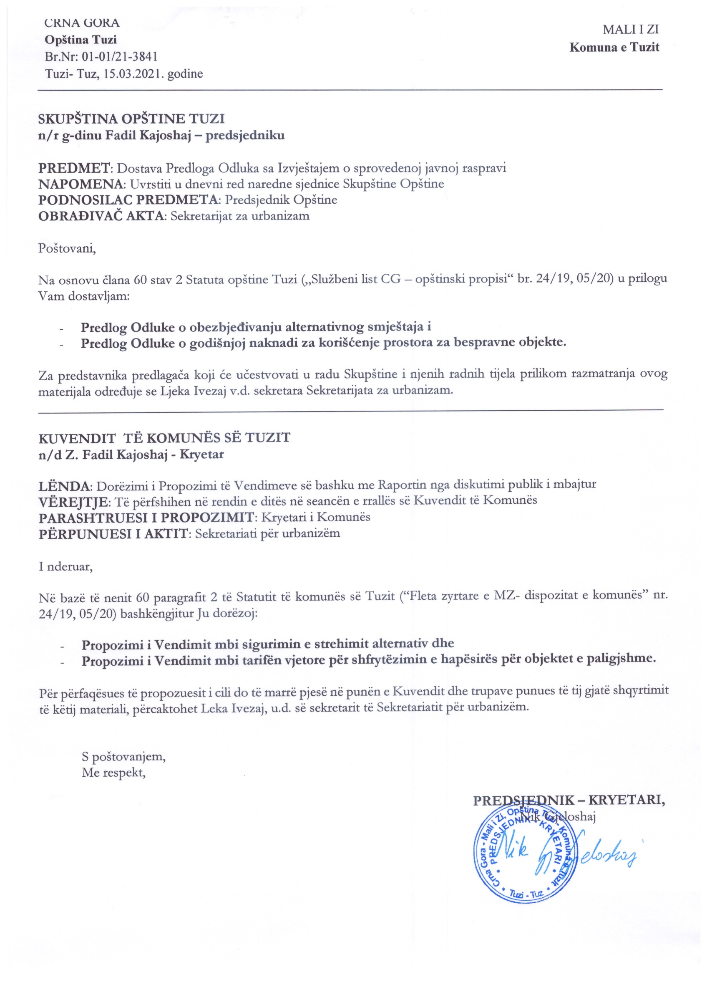 CRNA GORA
Opština Tuzi
Br.Nr: 01-01/21-3841
Tuzi- Tuz, 15.03.2021. godine
MALI I ZI
Komuna e Tuzit
SKUPŠTINA OPŠTINE TUZI
n/r g-dinu Fadil Kajoshaj – predsjedniku
PREDMET: Dostava Predloga Odluka sa Izvještajem o sprovedenoj javnoj raspravi
NAPOMENA: Uvrstiti u dnevni red naredne sjednice Skupštine Opštine
PODNOSILAC PREDMETA: Predsjednik Opštine
OBRAĐIVAČ AKTA: Sekretarijat za urbanizam
Poštovani,
Na osnovu člana 60 stav 2 Statuta opštine Tuzi („Službeni list CG – opštinski propisi“ br. 24/19, 05/20) u prilogu
Vam dostavljam:
- Predlog Odluke o obezbjeđivanju alternativnog smještaja i
- Predlog Odluke o godišnjoj naknadi za korišćenje prostora za bespravne objekte.
Za predstavnika predlagača koji će učestvovati u radu Skupštine i njenih radnih tijela prilikom razmatranja ovog
materijala određuje se Ljeka Ivezaj v.d. sekretara Sekretarijata za urbanizam.
KUVENDIT TË KOMUNËS SË TUZIT
n/d Z. Fadil Kajoshaj - Kryetar
LËNDA: Dorëzimi i Propozimi të Vendimeve së bashku me Raportin nga diskutimi publik i mbajtur
VËREJTJE: Të përfshihen në rendin e ditës në seancën e rrallës së Kuvendit të Komunës
PARASHTRUESI I PROPOZIMIT: Kryetari i Komunës
PËRPUNUESI I AKTIT: Sekretariati për urbanizëm
I nderuar,
Në bazë të nenit 60 paragrafit 2 të Statutit të komunës së Tuzit (“Fleta zyrtare e MZ- dispozitat e komunës” nr.
24/19, 05/20) bashkëngjitur Ju dorëzoj:
- Propozimi i Vendimit mbi sigurimin e strehimit alternativ dhe
- Propozimi i Vendimit mbi tarifën vjetore për shfrytëzimin e hapësirës për objektet e paligjshme.
Për përfaqësues të propozuesit i cili do të marrë pjesë në punën e Kuvendit dhe trupave punues të tij gjatë shqyrtimit
të këtij materiali, përcaktohet Leka Ivezaj, u.d. së sekretarit të Sekretariatit për urbanizëm.
S poštovanjem,
Me respekt,
PREDSJEDNIK – KRYETARI,
Nik Gjeloshaj
Crna Gora - Mali i Zi, Opština Tuzi - Komuna e Tuzit
* PREDSJEDNIK - KRYETARI *
* Tuzi - Tuz *
Nik Gjeloshaj